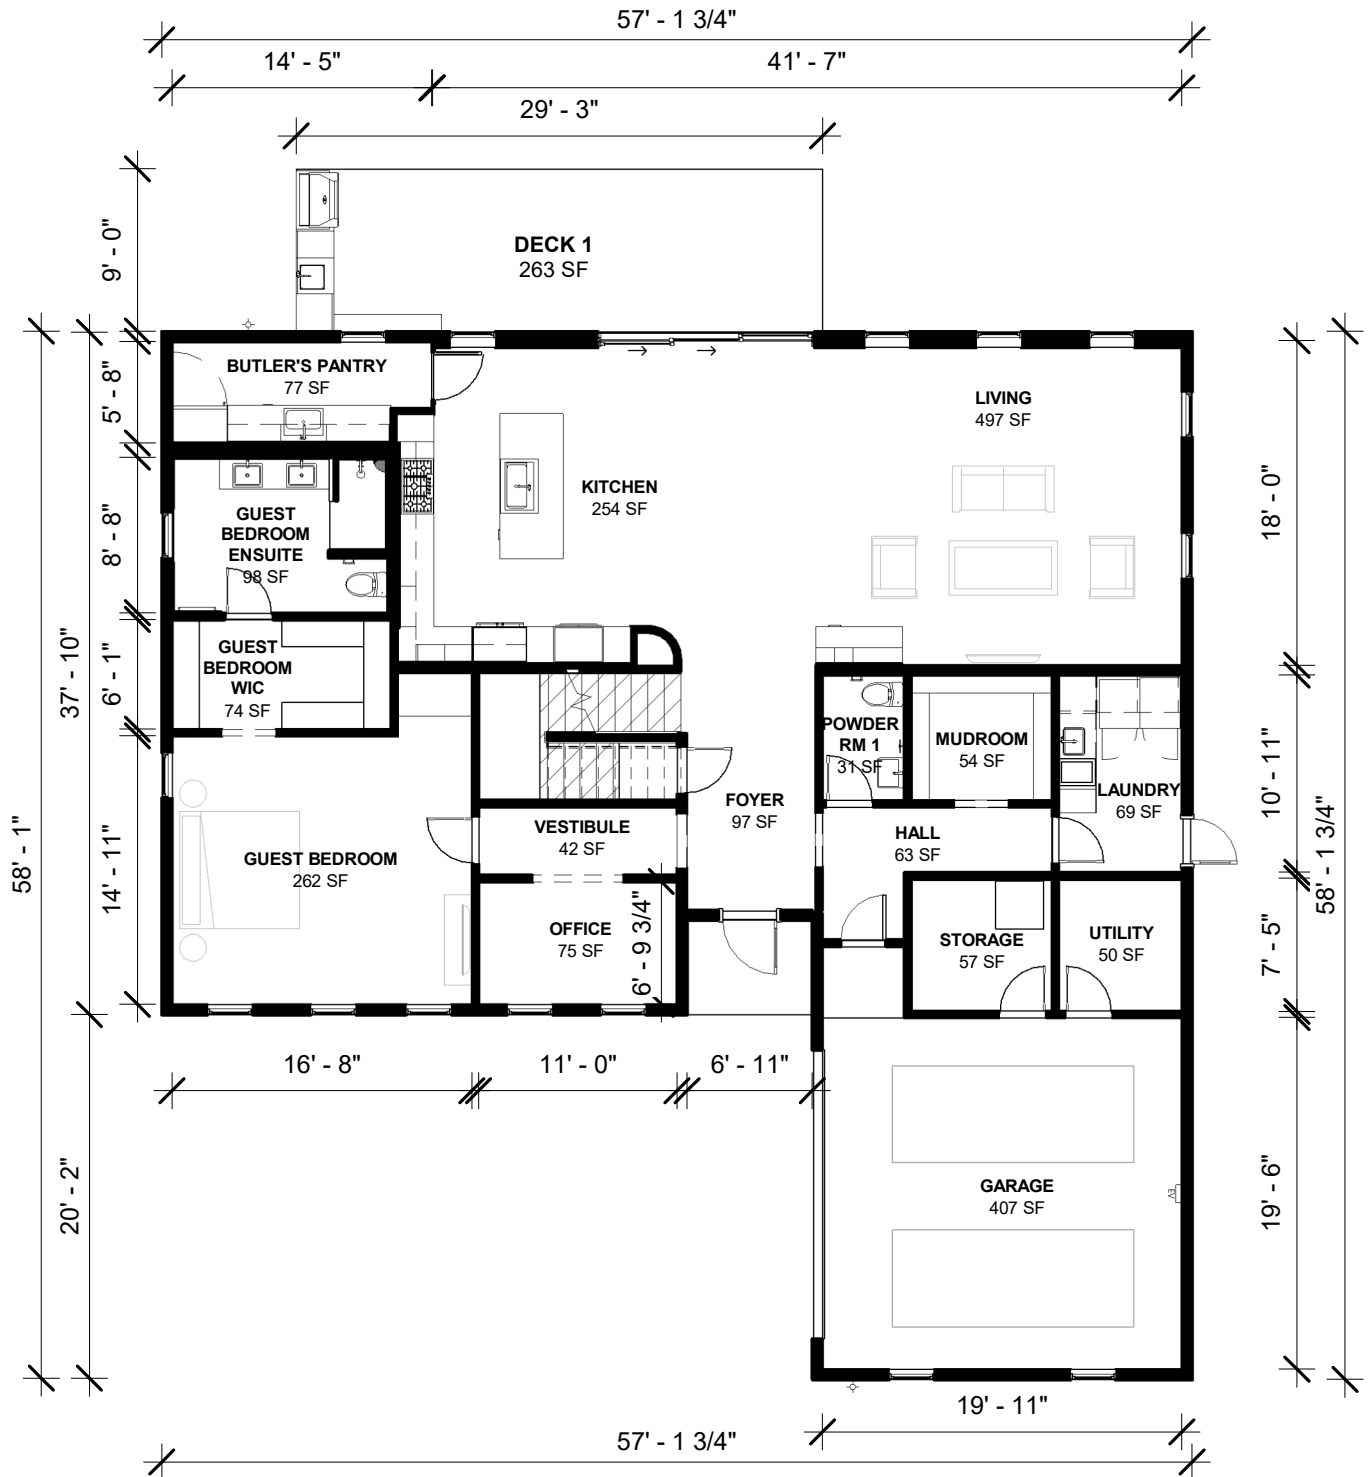 57' - 1 3/4"
14' - 5"
41' - 7"
29' - 3"
9' - 0"
DECK 1
263 SF
5' - 8"
BUTLER'S PANTRY
77 SF
LIVING
497 SF
18' - 0"
KITCHEN
254 SF
8' - 8"
GUEST
BEDROOM
ENSUITE
98 SF
37' - 10"
6' - 1"
GUEST
BEDROOM
WIC
74 SF
POWDER
RM 1
31 SF
MUDROOM
54 SF
LAUNDRY
69 SF
10' - 11"
FOYER
97 SF
VESTIBULE
42 SF
HALL
63 SF
58' - 1"
14' - 11"
GUEST BEDROOM
262 SF
58' - 1 3/4"
OFFICE
75 SF
6' - 9 3/4"
STORAGE
57 SF
UTILITY
50 SF
7' - 5"
16' - 8"
11' - 0"
6' - 11"
20' - 2"
GARAGE
407 SF
EV
19' - 6"
19' - 11"
57' - 1 3/4"